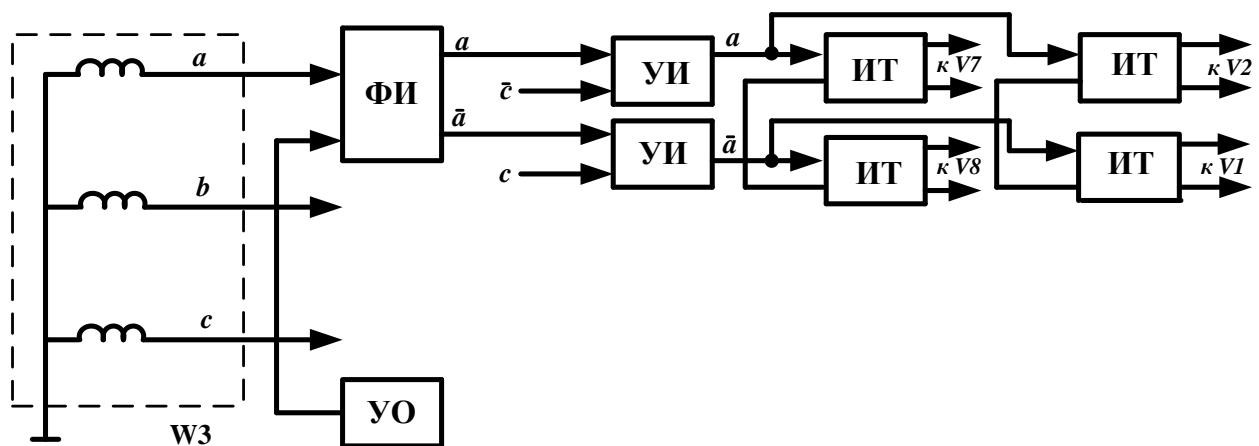 a
ФИ
a
c̄
ā
УИ
a
ИТ
к V7
ИТ
к V2
c
УИ
ā
ИТ
к V8
ИТ
к V1
b
c
УО
W3